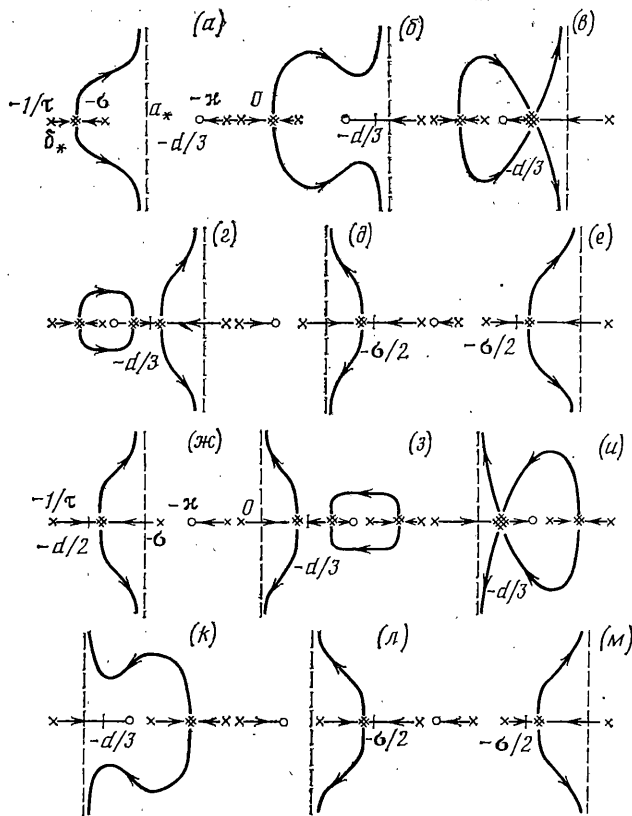 (а) (б) (в)
-1/τ -σ a* -ϰ 0
δ* -d/3 -d/3 -d/3
(г) (д) (е)
-d/3 -σ/2 -σ/2
(ж) (з) (и)
-1/τ -ϰ 0
-d/2 -σ -d/3 -d/3
(к) (л) (м)
-d/3 -σ/2 -σ/2